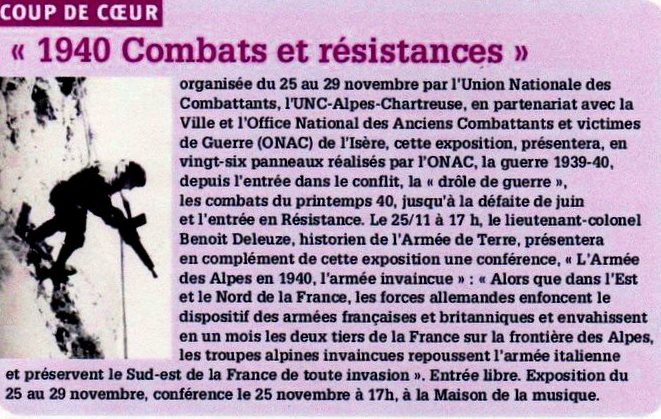 COUP DE CŒUR
« 1940 Combats et résistances »
organisée du 25 au 29 novembre par l'Union Nationale des
Combattants, l'UNC-Alpes-Chartreuse, en partenariat avec la
Ville et l'Office National des Anciens Combattants et victimes
de Guerre (ONAC) de l'Isère, cette exposition, présentera, en
vingt-six panneaux réalisés par l'ONAC, la guerre 1939-40,
depuis l'entrée dans le conflit, la « drôle de guerre »,
les combats du printemps 40, jusqu'à la défaite de juin
et l'entrée en Résistance. Le 25/11 à 17 h, le lieutenant-colonel
Benoit Deleuze, historien de l'Armée de Terre, présentera
en complément de cette exposition une conférence, « L'Armée
des Alpes en 1940, l'armée invaincue » : « Alors que dans l'Est
et le Nord de la France, les forces allemandes enfoncent le
dispositif des armées françaises et britanniques et envahissent
en un mois les deux tiers de la France sur la frontière des Alpes,
les troupes alpines invaincues repoussent l'armée italienne
et préservent le Sud-est de la France de toute invasion ». Entrée libre. Exposition du
25 au 29 novembre, conférence le 25 novembre à 17h, à la Maison de la musique.